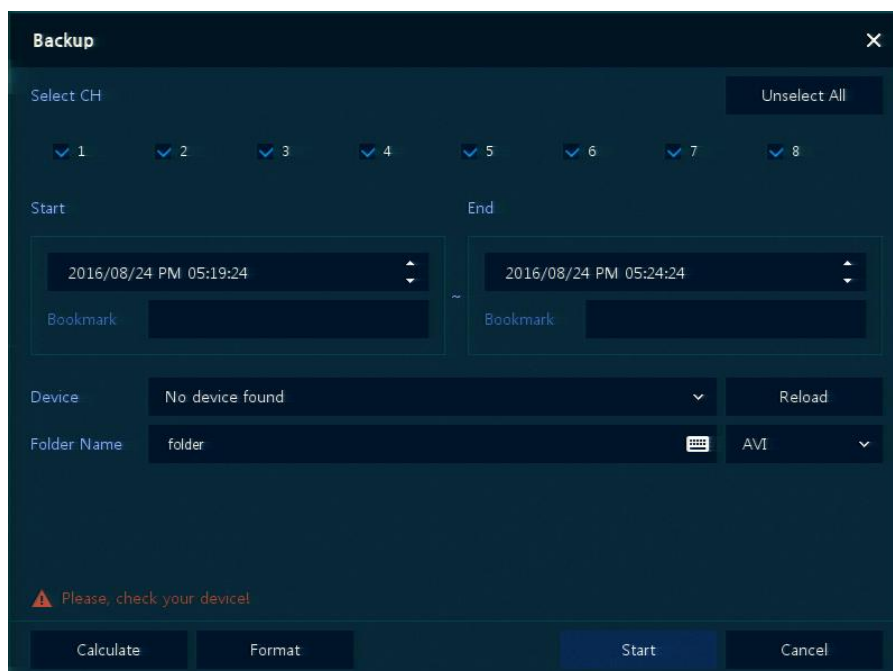 Backup
Select CH
Unselect All
1 2 3 4 5 6 7 8
Start
End
2016/08/24 PM 05:19:24
~
2016/08/24 PM 05:24:24
Bookmark
Bookmark
Device
No device found
Reload
Folder Name
folder
AVI
Please, check your device!
Calculate
Format
Start
Cancel